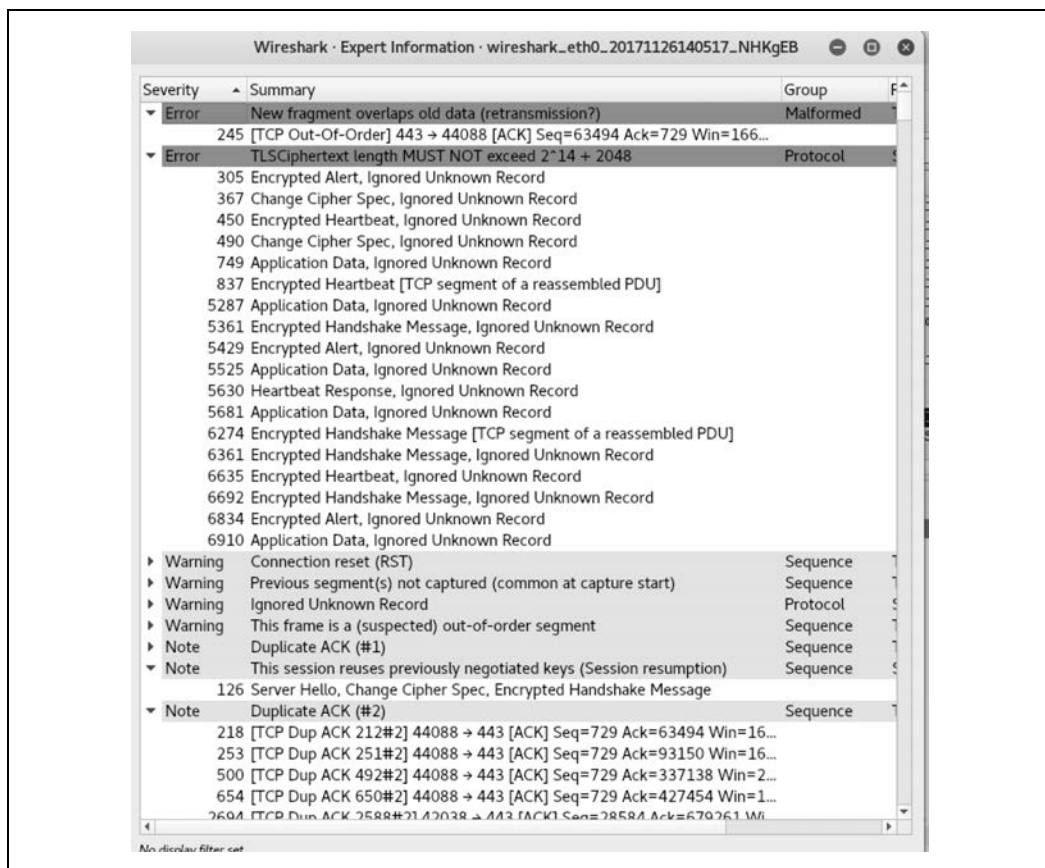 Wireshark · Expert Information · wireshark_eth0_20171126140517_NHKgEB
Severity Summary Group
Error New fragment overlaps old data (retransmission?) Malformed
245 [TCP Out-Of-Order] 443 → 44088 [ACK] Seq=63494 Ack=729 Win=166...
Error TLSCiphertext length MUST NOT exceed 2^14 + 2048 Protocol
305 Encrypted Alert, Ignored Unknown Record
367 Change Cipher Spec, Ignored Unknown Record
450 Encrypted Heartbeat, Ignored Unknown Record
490 Change Cipher Spec, Ignored Unknown Record
749 Application Data, Ignored Unknown Record
837 Encrypted Heartbeat [TCP segment of a reassembled PDU]
5287 Application Data, Ignored Unknown Record
5361 Encrypted Handshake Message, Ignored Unknown Record
5429 Encrypted Alert, Ignored Unknown Record
5525 Application Data, Ignored Unknown Record
5630 Heartbeat Response, Ignored Unknown Record
5681 Application Data, Ignored Unknown Record
6274 Encrypted Handshake Message [TCP segment of a reassembled PDU]
6361 Encrypted Handshake Message, Ignored Unknown Record
6635 Encrypted Heartbeat, Ignored Unknown Record
6692 Encrypted Handshake Message, Ignored Unknown Record
6834 Encrypted Alert, Ignored Unknown Record
6910 Application Data, Ignored Unknown Record
Warning Connection reset (RST) Sequence
Warning Previous segment(s) not captured (common at capture start) Sequence
Warning Ignored Unknown Record Protocol
Warning This frame is a (suspected) out-of-order segment Sequence
Note Duplicate ACK (#1) Sequence
Note This session reuses previously negotiated keys (Session resumption) Sequence
126 Server Hello, Change Cipher Spec, Encrypted Handshake Message
Note Duplicate ACK (#2) Sequence
218 [TCP Dup ACK 212#2] 44088 → 443 [ACK] Seq=729 Ack=63494 Win=16...
253 [TCP Dup ACK 251#2] 44088 → 443 [ACK] Seq=729 Ack=93150 Win=16...
500 [TCP Dup ACK 492#2] 44088 → 443 [ACK] Seq=729 Ack=337138 Win=2...
654 [TCP Dup ACK 650#2] 44088 → 443 [ACK] Seq=729 Ack=427454 Win=1...
2694 [TCP Dup ACK 2588#2] 42038 → 443 [ACK] Seq=28584 Ack=679261 Wi...
No display filter set.